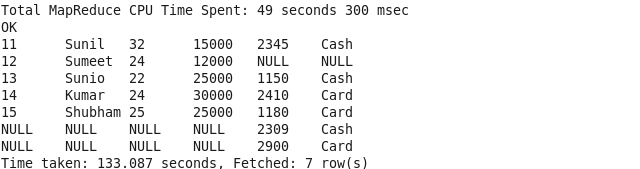 Total MapReduce CPU Time Spent: 49 seconds 300 msec
OK
11 Sunil 32 15000 2345 Cash
12 Sumeet 24 12000 NULL NULL
13 Sunio 22 25000 1150 Cash
14 Kumar 24 30000 2410 Card
15 Shubham 25 25000 1180 Card
NULL NULL NULL NULL 2309 Cash
NULL NULL NULL NULL 2900 Card
Time taken: 133.087 seconds, Fetched: 7 row(s)